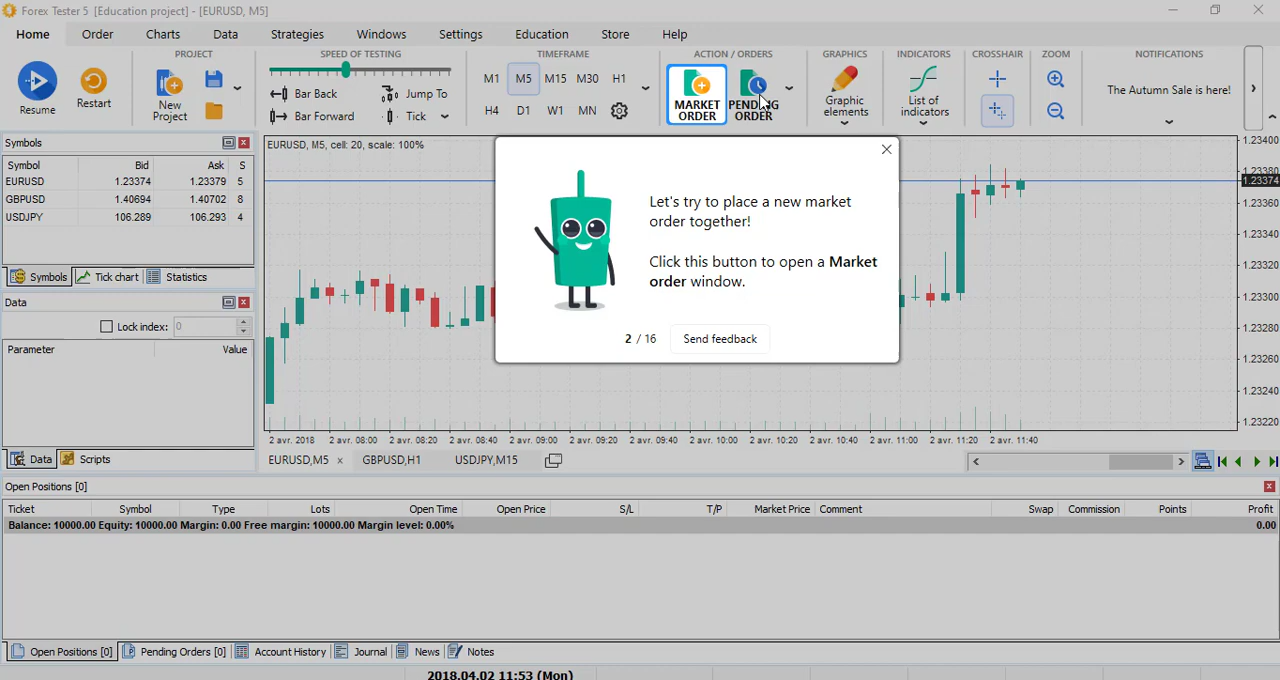 Forex Tester 5 [Education project] - [EURUSD, M5]
Home Order Charts Data Strategies Windows Settings Education Store Help
PROJECT SPEED OF TESTING TIMEFRAME ACTION / ORDERS GRAPHICS INDICATORS CROSSHAIR ZOOM NOTIFICATIONS
Resume
Restart
New
Project
Bar Back
Jump To
Bar Forward
Tick
M1 M5 M15 M30 H1
H4 D1 W1 MN
MARKET
ORDER
PENDING
ORDER
Graphic
elements
List of
indicators
The Autumn Sale is here!
Symbols
Symbol Bid Ask S
EURUSD 1.23374 1.23379 5
GBPUSD 1.40694 1.40702 8
USDJPY 106.289 106.293 4
Symbols Tick chart Statistics
Data
Lock index: 0
Parameter Value
Data Scripts
EURUSD, M5, cell: 20, scale: 100%
Let's try to place a new market
order together!
Click this button to open a Market
order window.
2 / 16 Send feedback
1.23400
1.23380
1.23374
1.23360
1.23340
1.23320
1.23300
1.23280
1.23260
1.23240
1.23220
2 avr. 2018 2 avr. 08:00 2 avr. 08:20 2 avr. 08:40 2 avr. 09:00 2 avr. 09:20 2 avr. 09:40 2 avr. 10:00 2 avr. 10:20 2 avr. 10:40 2 avr. 11:00 2 avr. 11:20 2 avr. 11:40
EURUSD,M5 GBPUSD,H1 USDJPY,M15
Open Positions [0]
Ticket Symbol Type Lots Open Time Open Price S/L T/P Market Price Comment Swap Commission Points Profit
Balance: 10000.00 Equity: 10000.00 Margin: 0.00 Free margin: 10000.00 Margin level: 0.00% 0.00
Open Positions [0] Pending Orders [0] Account History Journal News Notes
2018.04.02 11:53 (Mon)